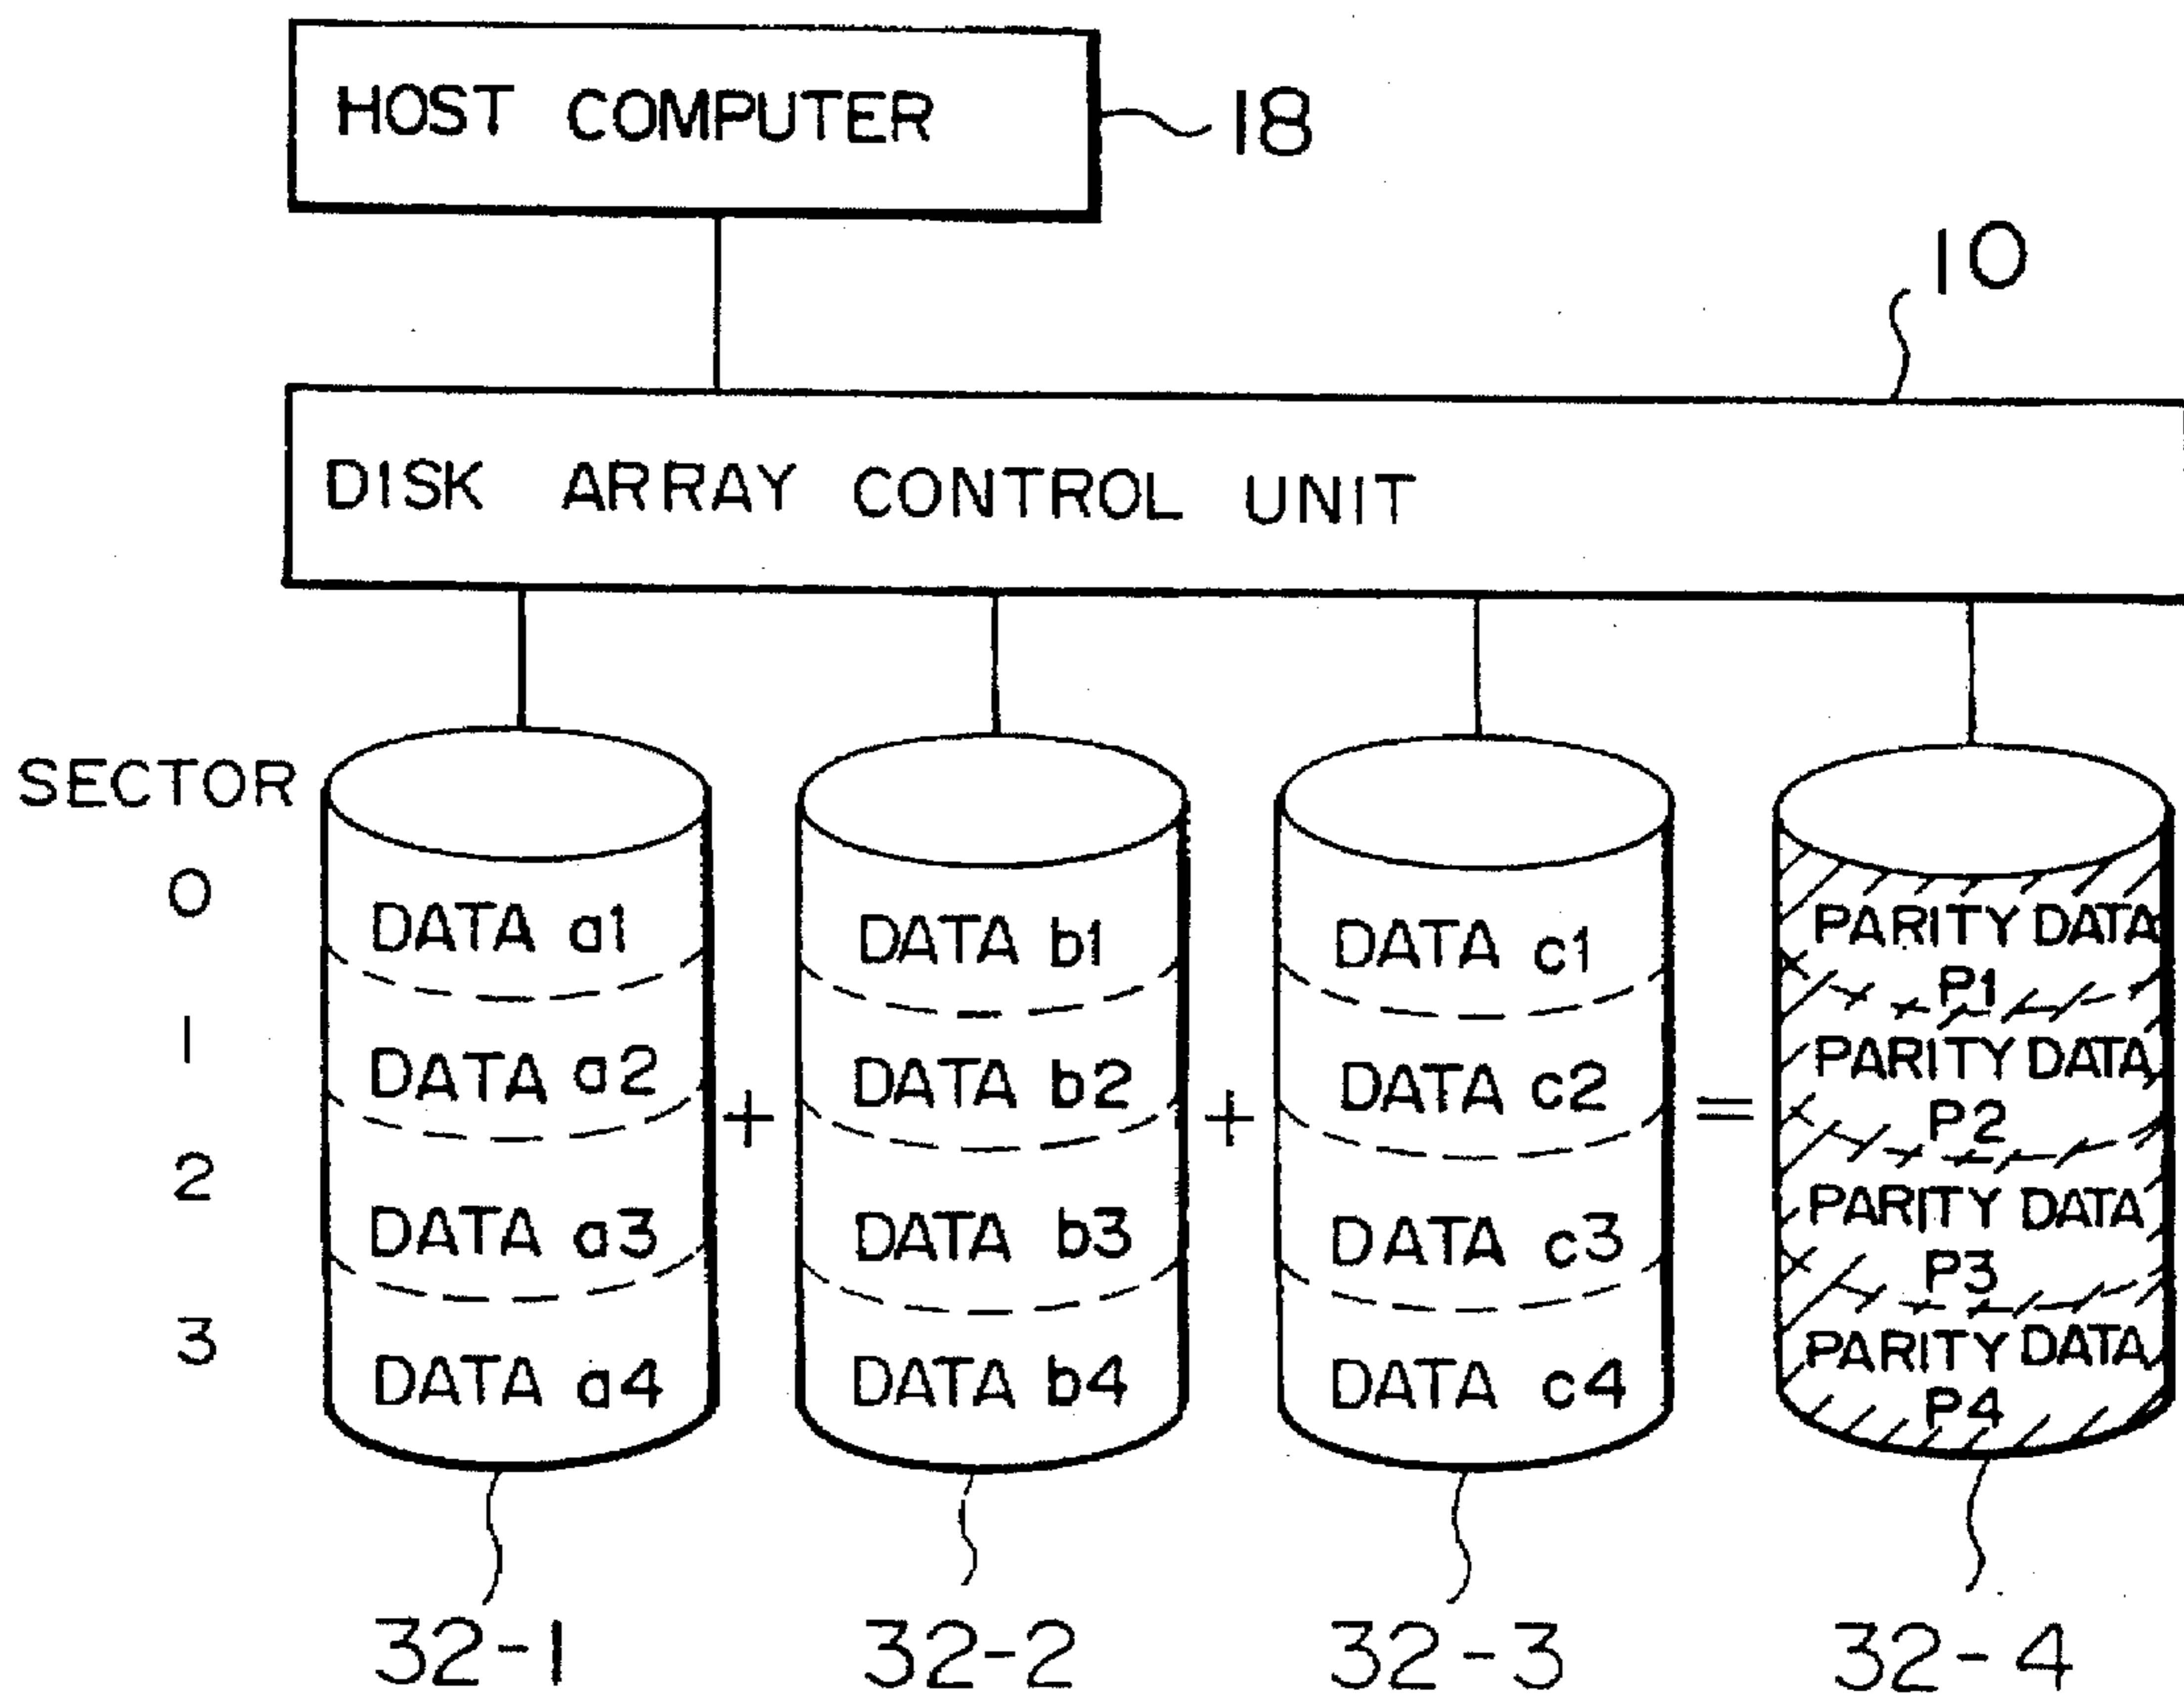 HOST COMPUTER
18
10
DISK ARRAY CONTROL UNIT
SECTOR
0
DATA a1
DATA b1
DATA c1
PARITY DATA
P1
1
DATA a2
DATA b2
DATA c2
PARITY DATA
P2
+
+
=
2
DATA a3
DATA b3
DATA c3
PARITY DATA
P3
3
DATA a4
DATA b4
DATA c4
PARITY DATA
P4
32-1
32-2
32-3
32-4